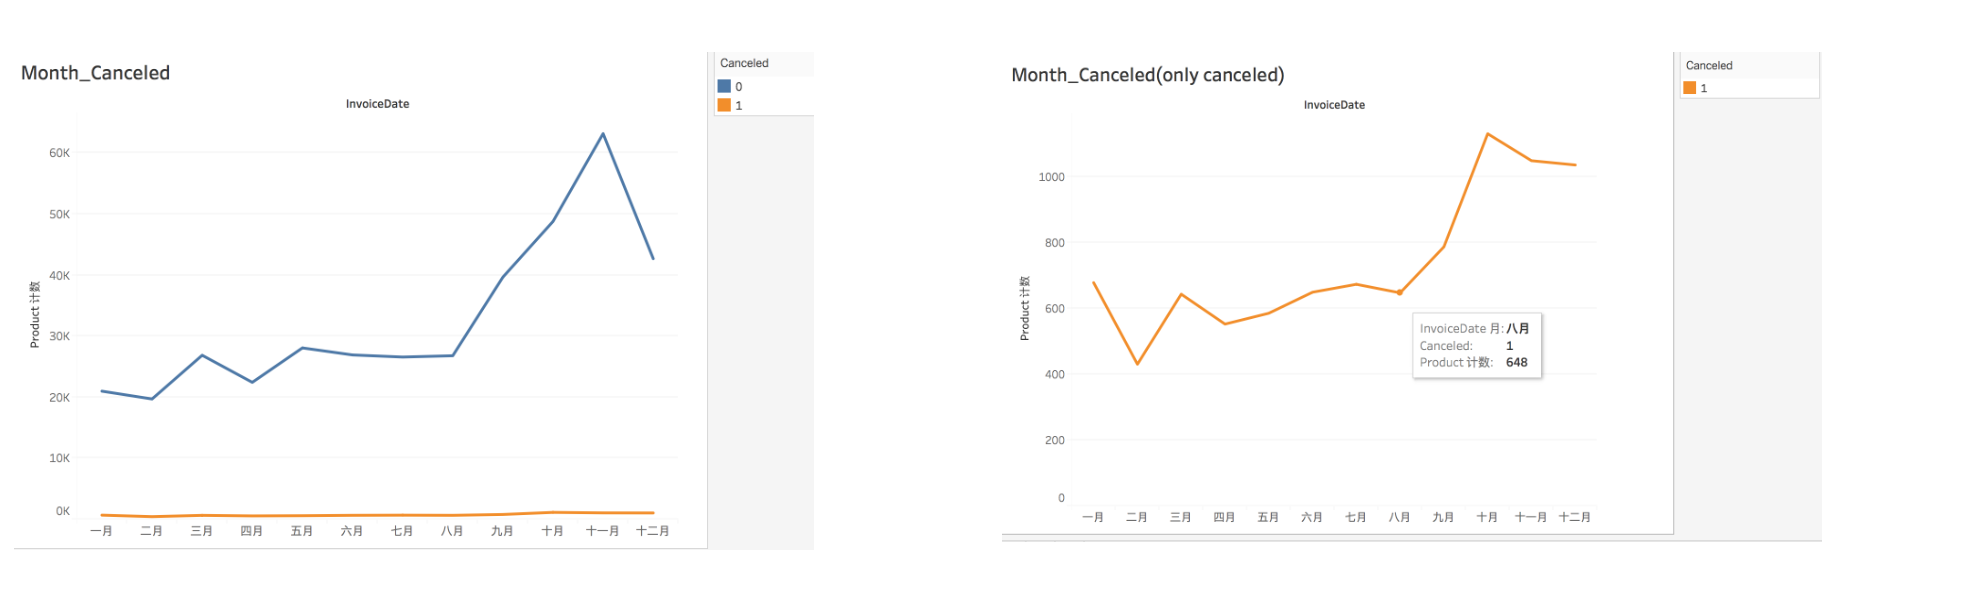 Month_Canceled
InvoiceDate
Canceled
0
1
Product 计数
60K
50K
40K
30K
20K
10K
0K
一月 二月 三月 四月 五月 六月 七月 八月 九月 十月 十一月 十二月
Month_Canceled(only canceled)
InvoiceDate
Canceled
1
Product 计数
1000
800
600
400
200
0
InvoiceDate 月: 八月
Canceled: 1
Product 计数: 648
一月 二月 三月 四月 五月 六月 七月 八月 九月 十月 十一月 十二月